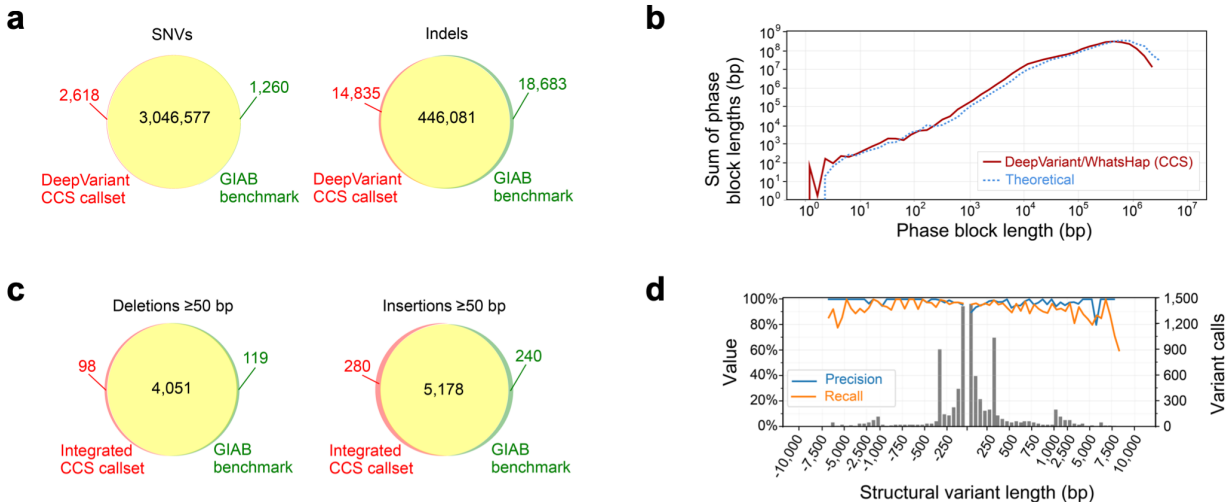 a
SNVs
2,618
1,260
3,046,577
DeepVariant
CCS callset
GIAB
benchmark
Indels
14,835
18,683
446,081
DeepVariant
CCS callset
GIAB
benchmark
b
Sum of phase
block lengths (bp)
10⁹
10⁸
10⁷
10⁶
10⁵
10⁴
10³
10²
10¹
10⁰
DeepVariant/WhatsHap (CCS)
Theoretical
10⁰ 10¹ 10² 10³ 10⁴ 10⁵ 10⁶ 10⁷
Phase block length (bp)
c
Deletions ≥50 bp
98
119
4,051
Integrated
CCS callset
GIAB
benchmark
Insertions ≥50 bp
280
240
5,178
Integrated
CCS callset
GIAB
benchmark
d
Value
100%
80%
60%
40%
20%
0%
Precision
Recall
1,500
1,200
900
600
300
0
Variant calls
-10,000 -7,500 -5,000 -2,500 -1,000 -750 -500 -250 250 500 750 1,000 2,500 5,000 7,500 10,000
Structural variant length (bp)